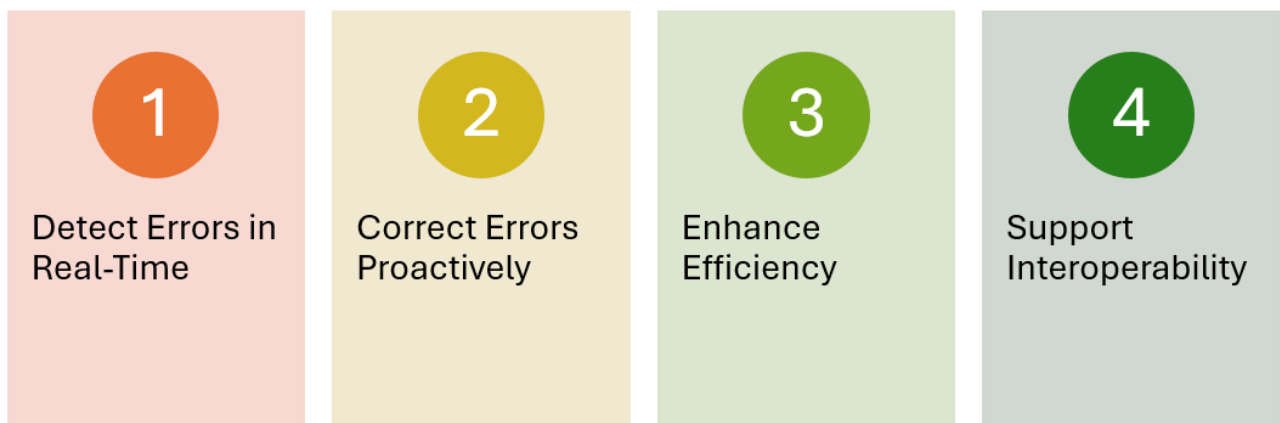 1
Detect Errors in
Real-Time
2
Correct Errors
Proactively
3
Enhance
Efficiency
4
Support
Interoperability